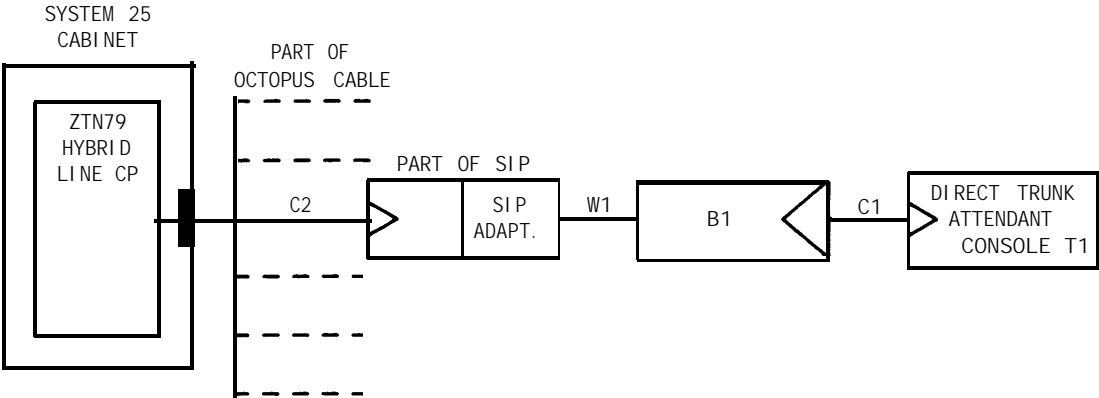 SYSTEM 25
CABINET
PART OF
OCTOPUS CABLE
ZTN79
HYBRID
LINE CP
PART OF SIP
C2
SIP
ADAPT.
W1
B1
C1
DIRECT TRUNK
ATTENDANT
CONSOLE T1